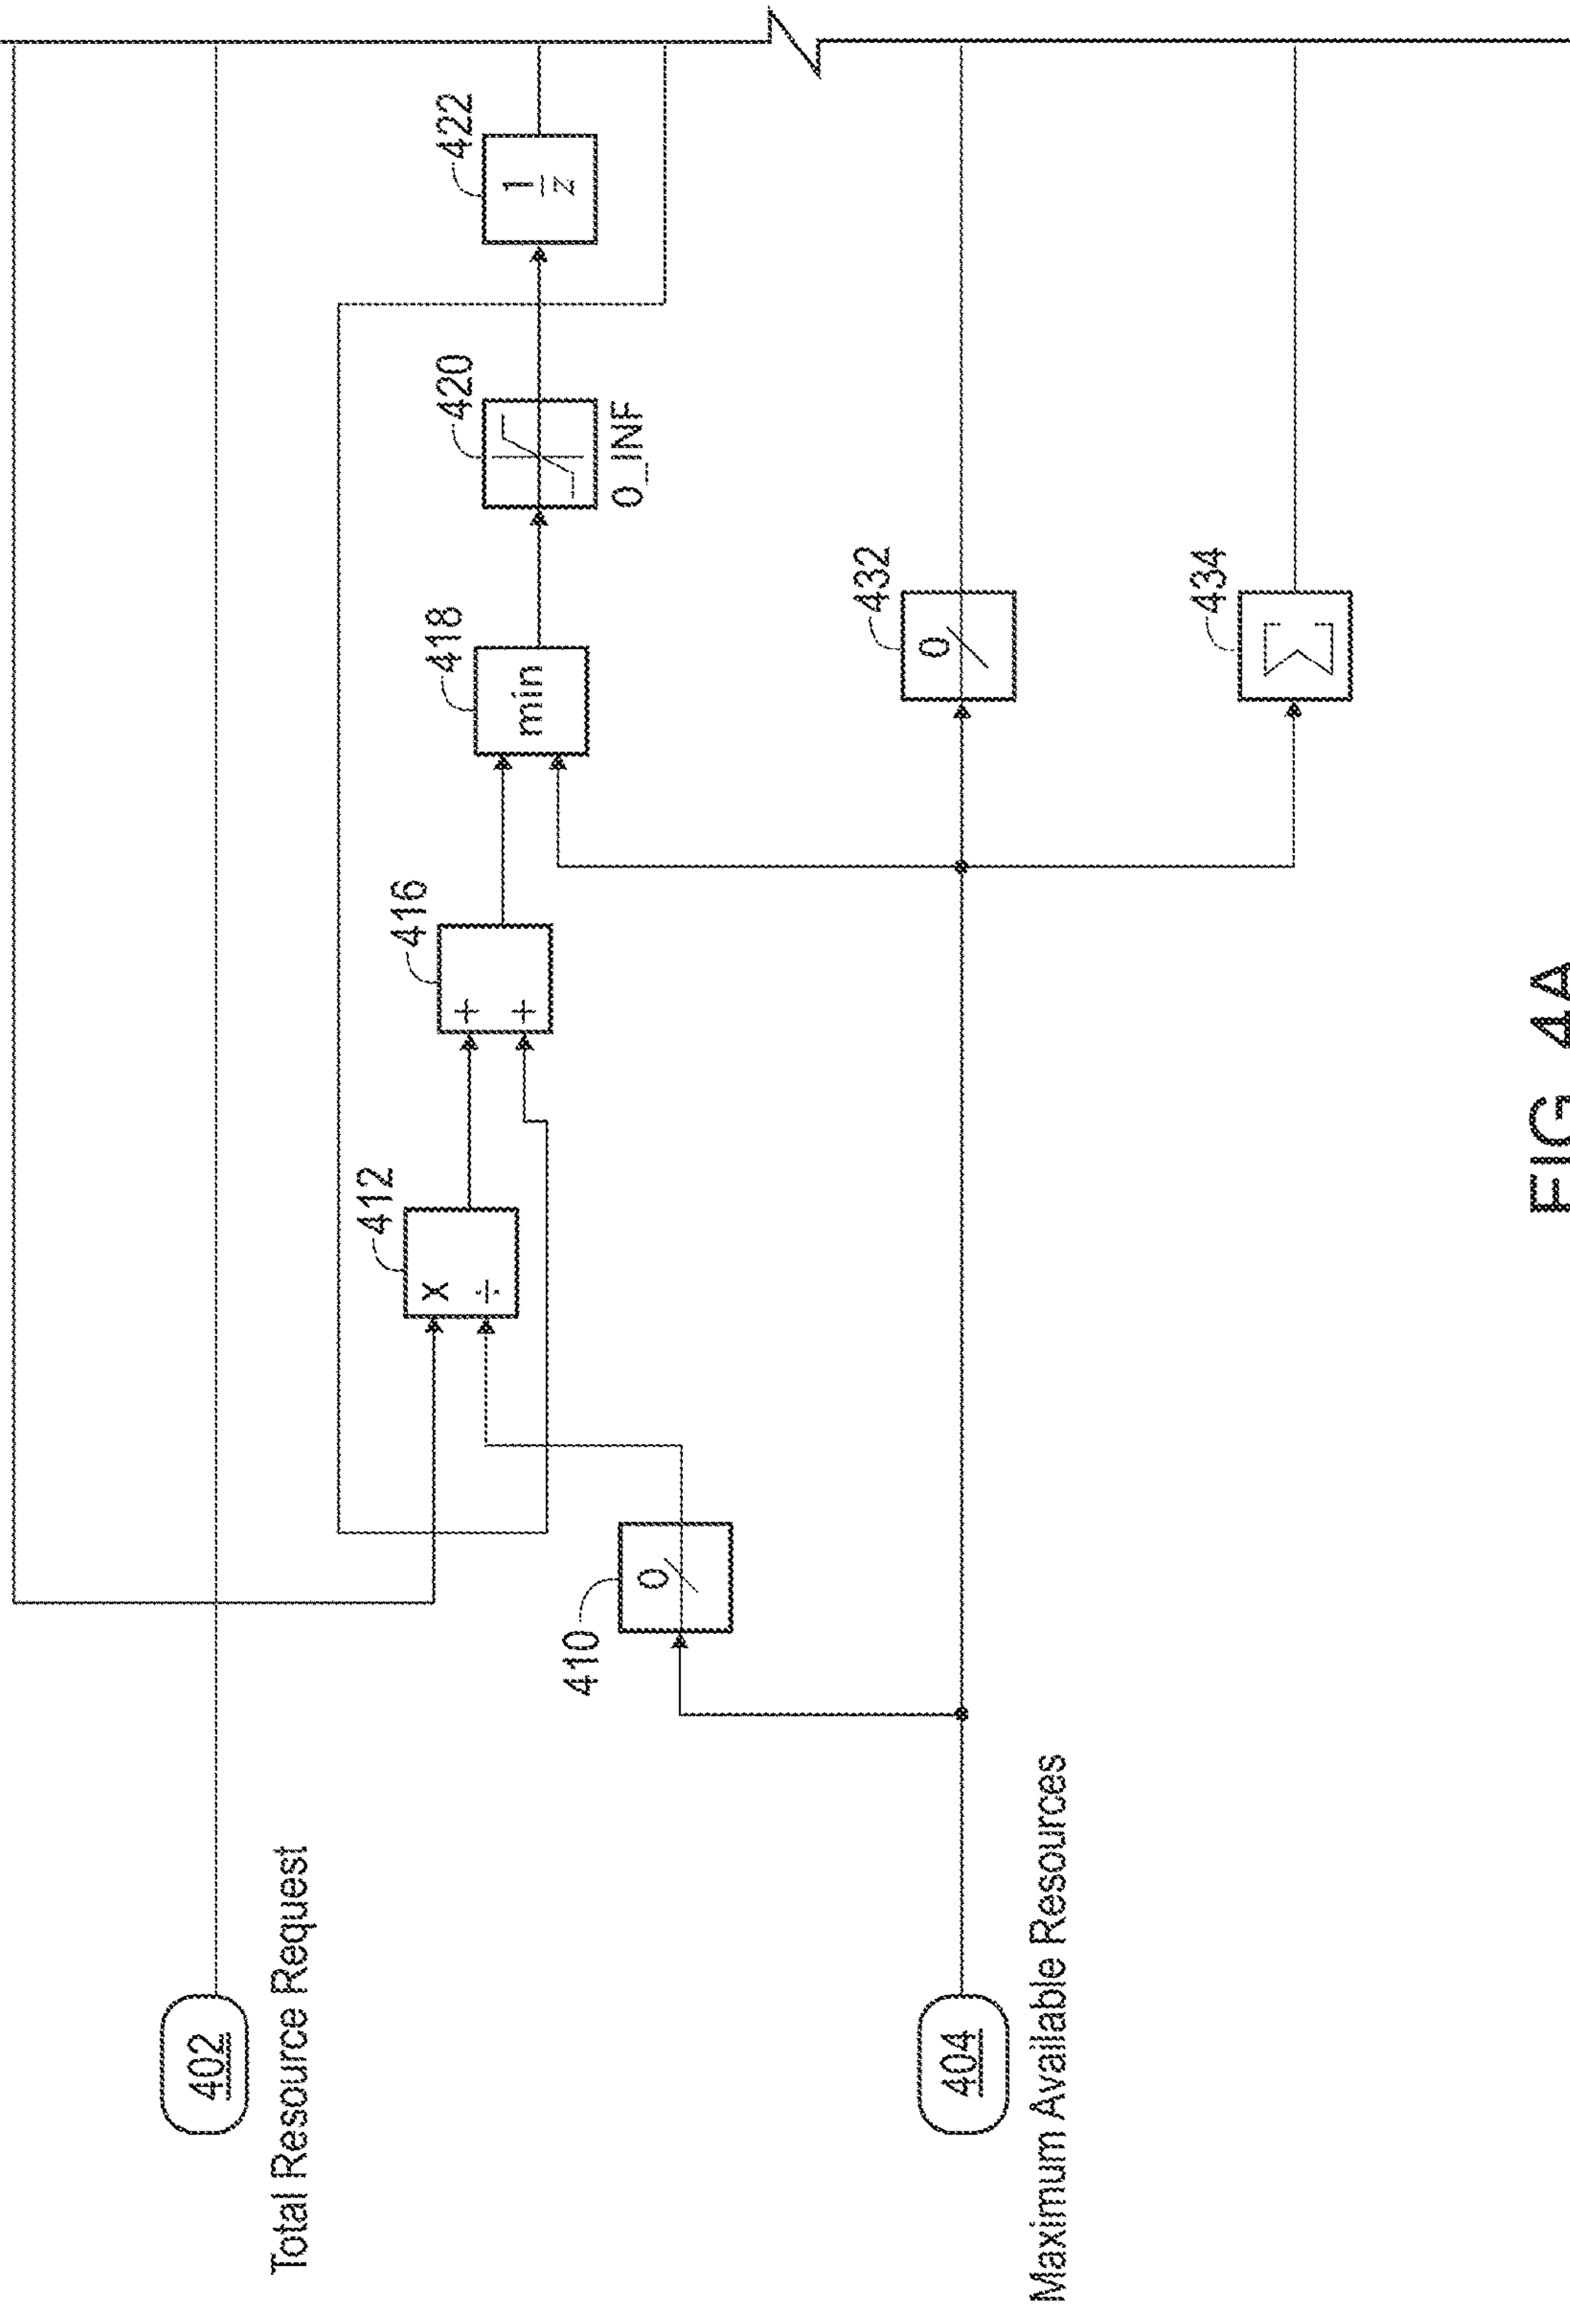 402
Total Resource Request
404
Maximum Available Resources
410
0
412
X
÷
416
+
+
418
min
420
0_INF
422
1
z
432
0
434
Σ
FIG. 4A